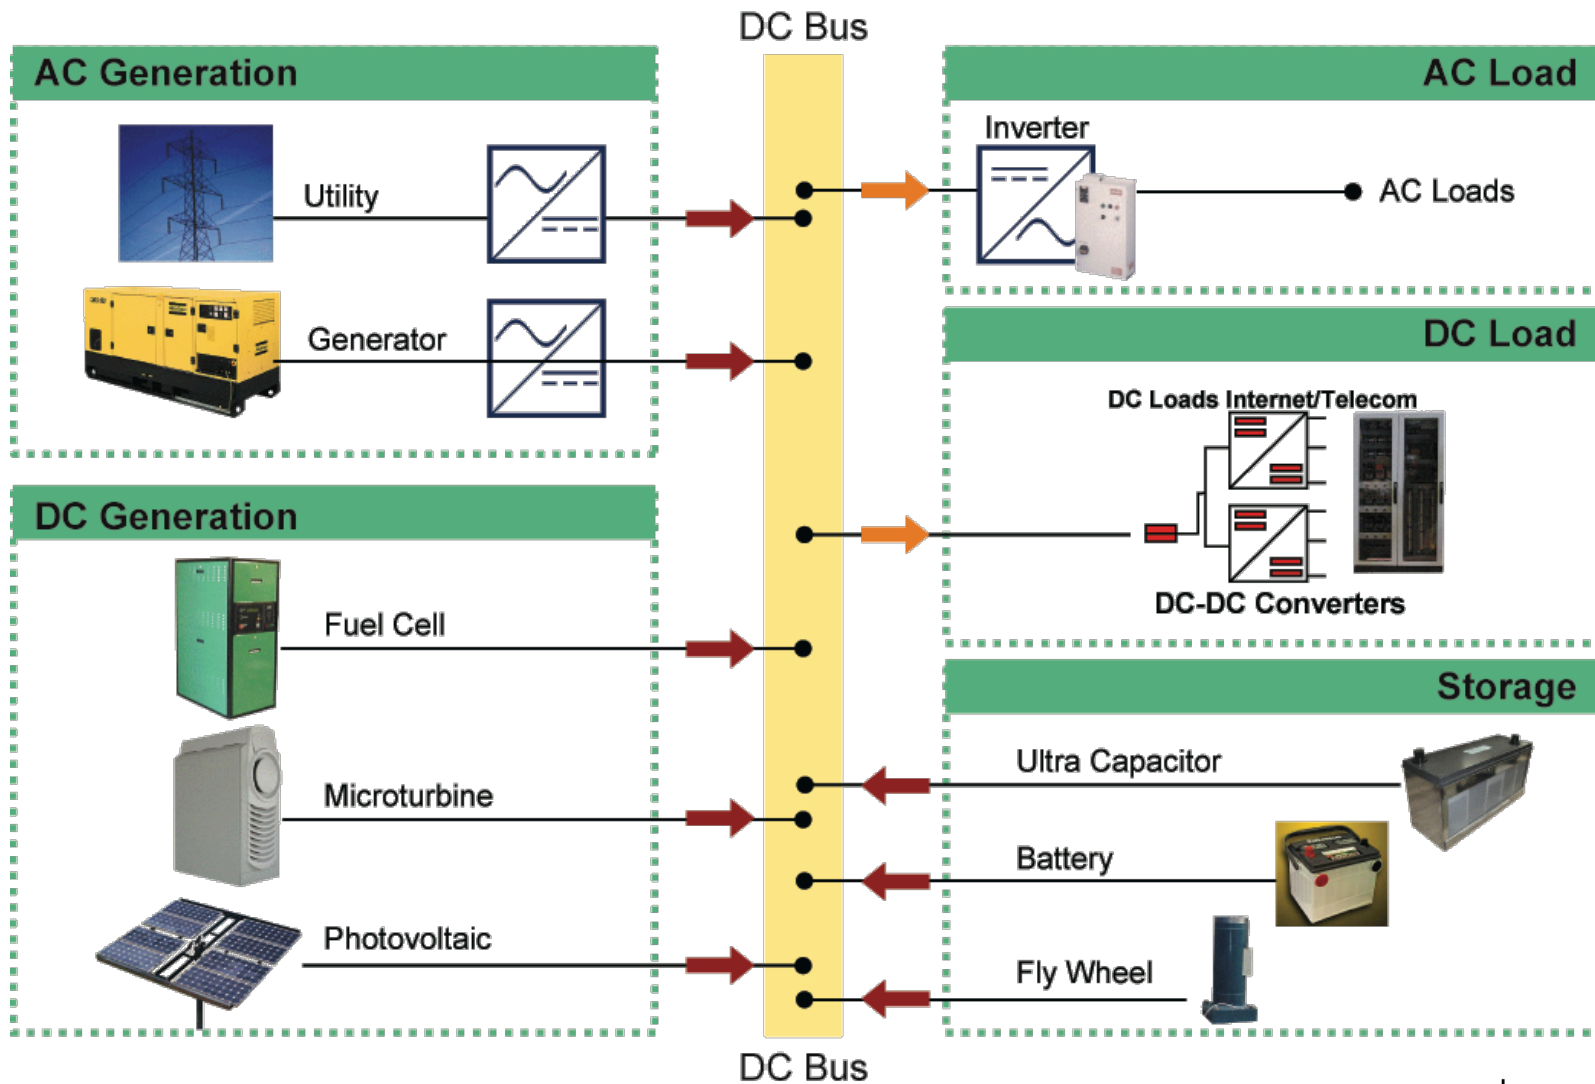 DC Bus
AC Generation
Utility
Generator
DC Generation
Fuel Cell
Microturbine
Photovoltaic
AC Load
Inverter
AC Loads
DC Load
DC Loads Internet/Telecom
DC-DC Converters
Storage
Ultra Capacitor
Battery
Fly Wheel
DC Bus